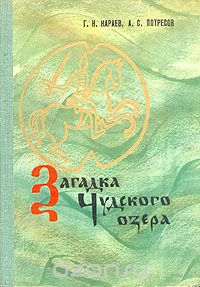 Г. Н. КАРАЕВ, А. С. ПОТРЕСОВ
ЗАГАДКА
ЧУДСКОГО
ОЗЕРА